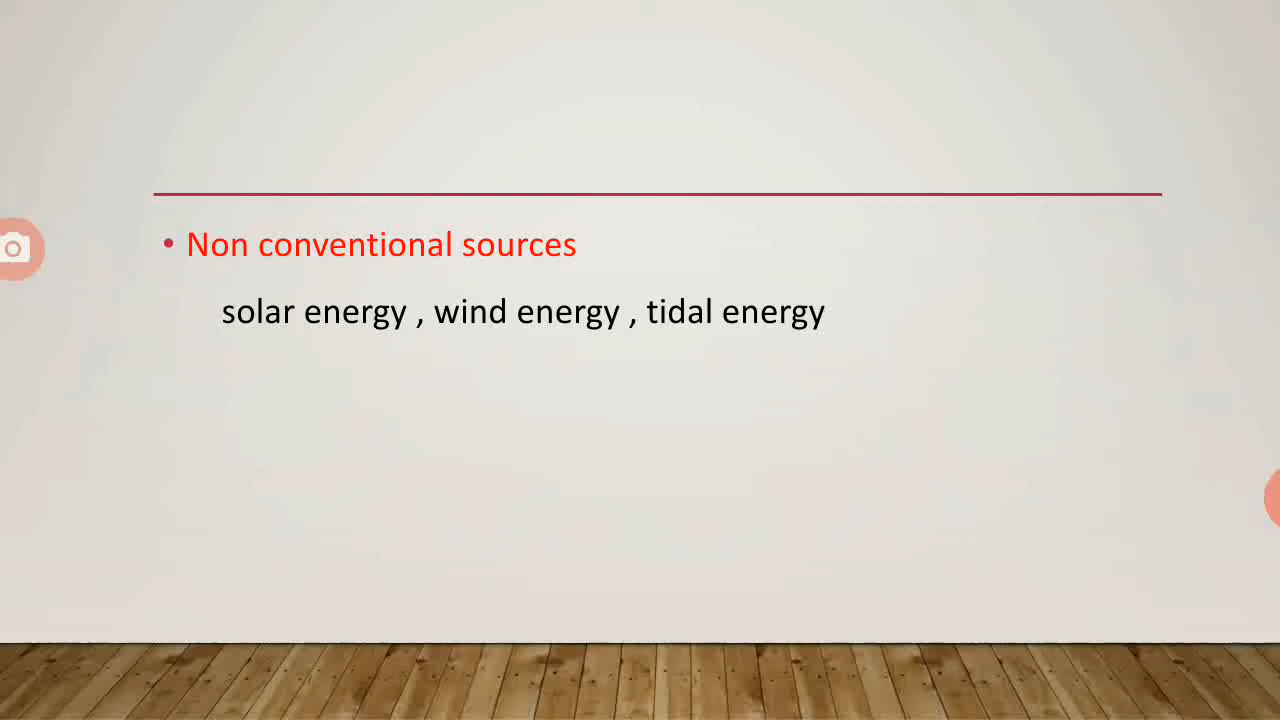 • Non conventional sources
solar energy , wind energy , tidal energy